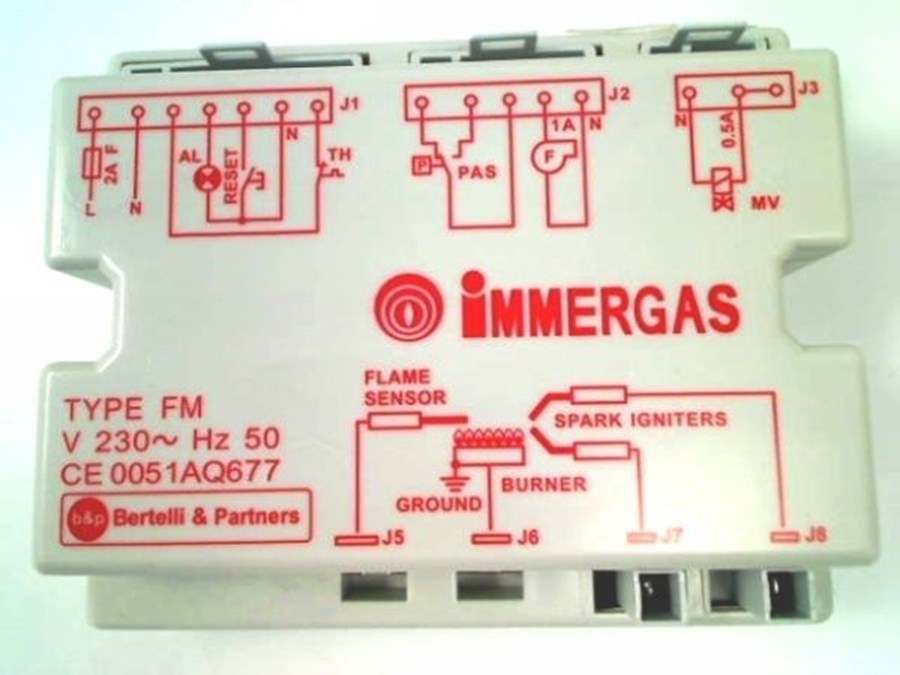 J1
2A F
L
N
AL
RESET
N
TH
J2
1A
N
P
PAS
F
J3
N
0.5A
MV
iMMERGAS
TYPE FM
V 230~ Hz 50
CE 0051AQ677
b&p Bertelli & Partners
FLAME
SENSOR
SPARK IGNITERS
BURNER
GROUND
J5
J6
J7
J8